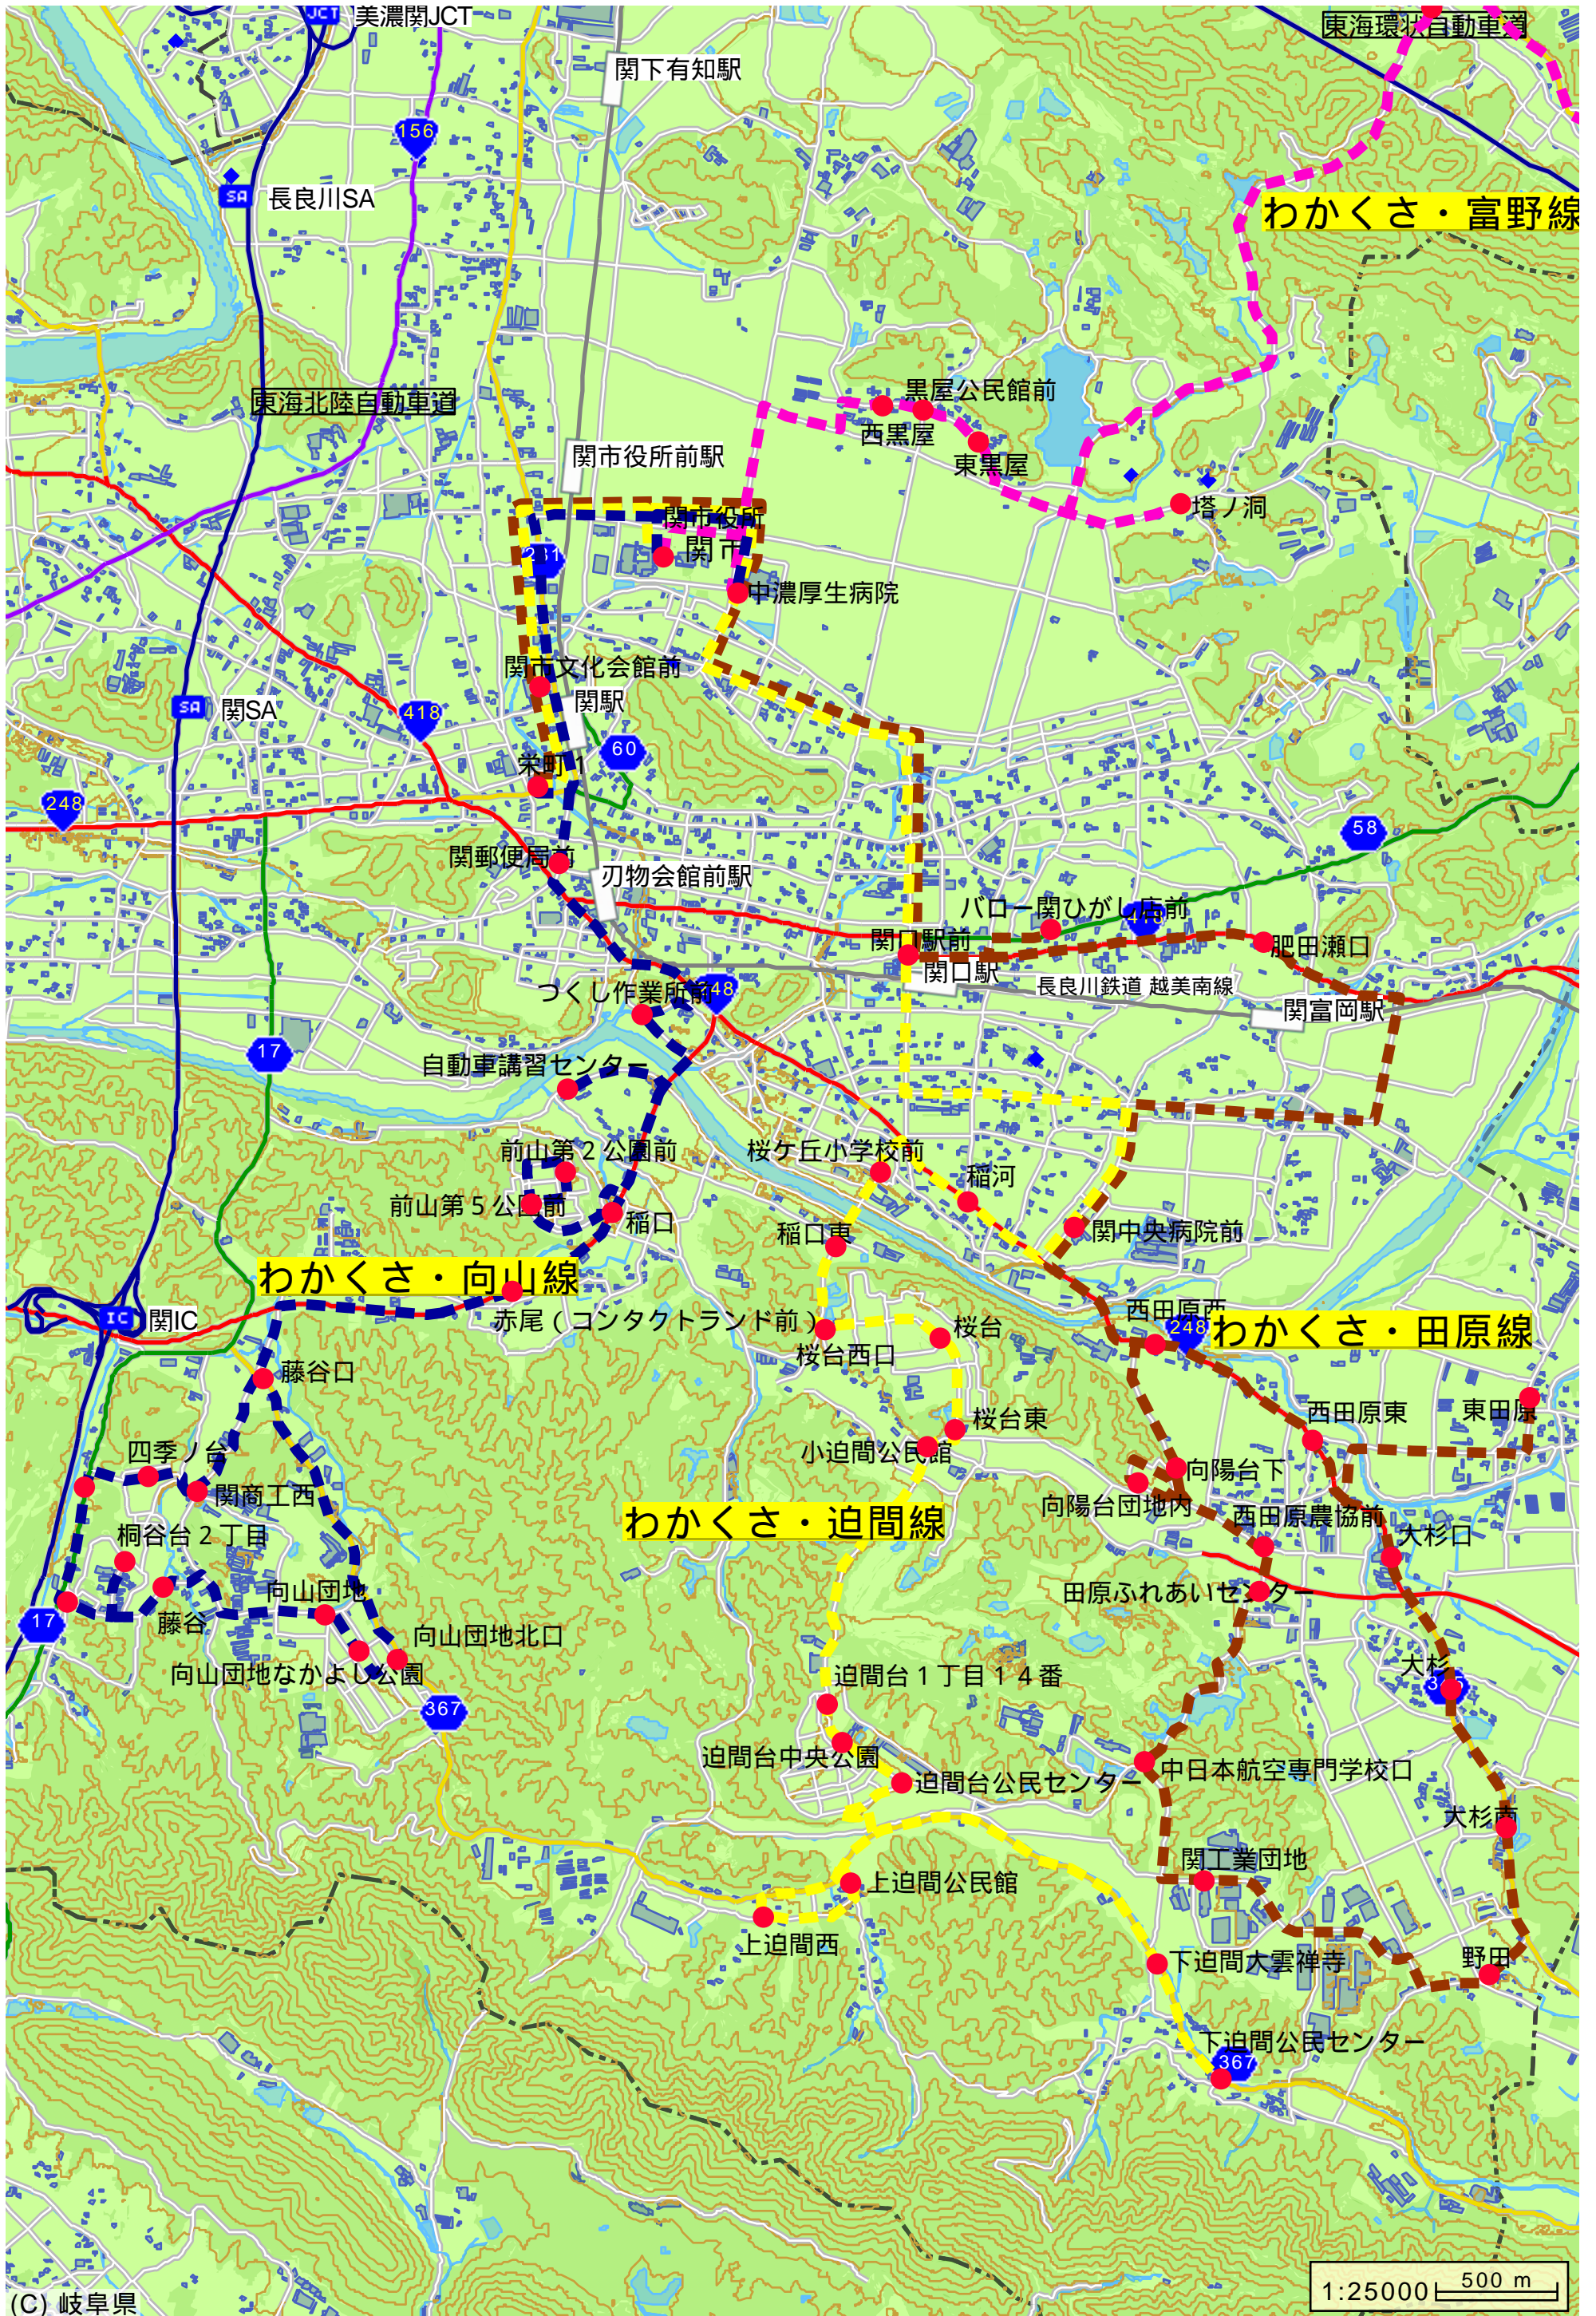 JCT
美濃関JCT
東海環状自動車道
関下有知駅
156
SA
長良川SA
わかくさ・富野線
東海北陸自動車道
黒屋公民館前
西黒屋
関市役所前駅
東黒屋
塔ノ洞
関市役所
関市
中濃厚生病院
関市文化会館前
関駅
SA
関SA
418
60
栄町1
248
58
関郵便局前
刃物会館前駅
バロー関ひがし店前
関口駅前
肥田瀬口
関口駅
長良川鉄道 越美南線
つくし作業所前
248
関富岡駅
17
自動車講習センター
前山第2公園前
桜ケ丘小学校前
稲河
前山第5公園前
稲口
稲口東
関中央病院前
わかくさ・向山線
IC
関IC
赤尾(コンタクトランド前)
桜台
西田原西
248
わかくさ・田原線
桜台西口
藤谷口
東田原
桜台東
西田原東
四季ノ台
小迫間公民館
向陽台下
関商工西
向陽台団地内
わかくさ・迫間線
西田原農協前
桐谷台2丁目
大杉口
向山団地
田原ふれあいセンター
17
藤谷
向山団地北口
向山団地なかよし公園
大杉
迫間台1丁目14番
367
迫間台中央公園
迫間台公民センター
中日本航空専門学校口
大杉南
関工業団地
上迫間公民館
上迫間西
下迫間大雲禅寺
野田
下迫間公民センター
367
1:25000
500 m
(C) 岐阜県